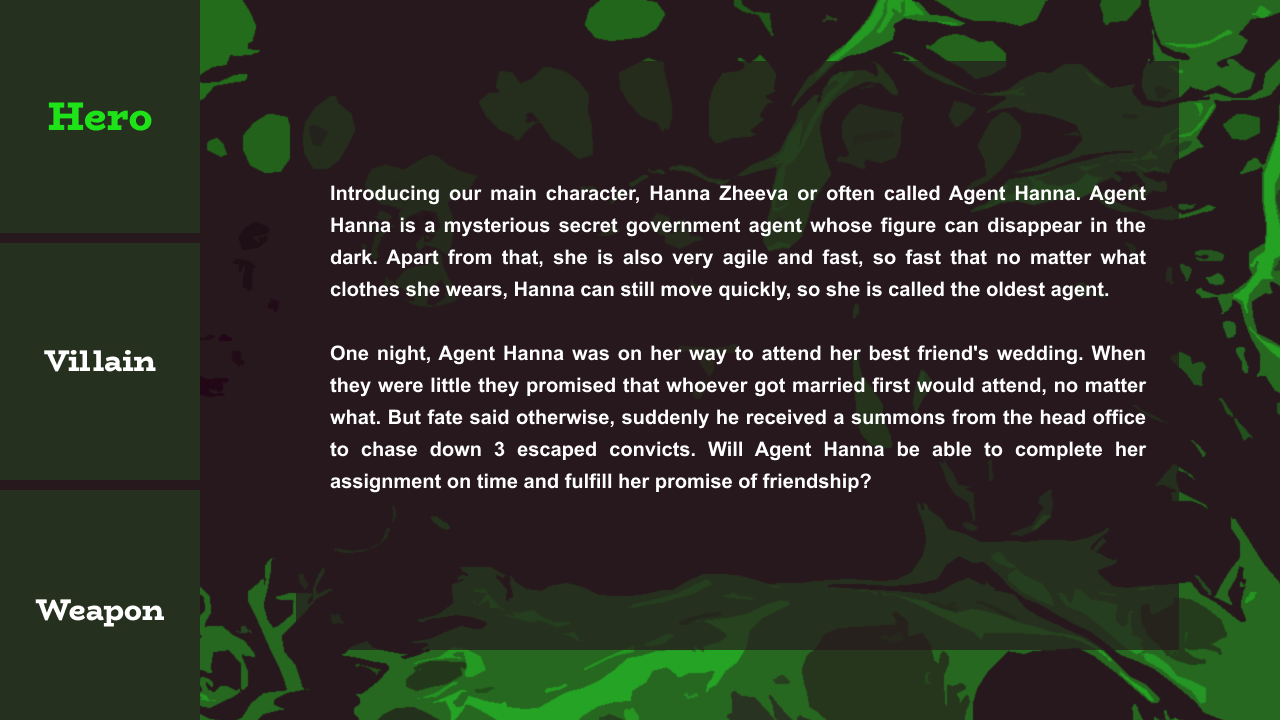 Hero
Villain
Weapon
Introducing our main character, Hanna Zheeva or often called Agent Hanna. Agent
Hanna is a mysterious secret government agent whose figure can disappear in the
dark. Apart from that, she is also very agile and fast, so fast that no matter what
clothes she wears, Hanna can still move quickly, so she is called the oldest agent.
One night, Agent Hanna was on her way to attend her best friend's wedding. When
they were little they promised that whoever got married first would attend, no matter
what. But fate said otherwise, suddenly he received a summons from the head office
to chase down 3 escaped convicts. Will Agent Hanna be able to complete her
assignment on time and fulfill her promise of friendship?